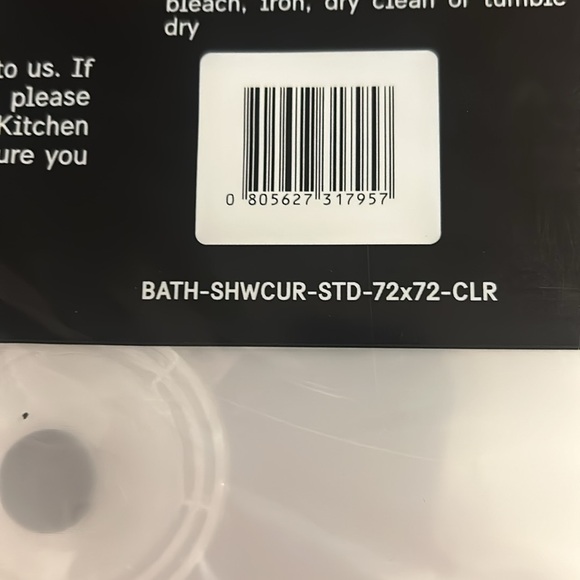 bleach, iron, dry clean or tumble
dry
to us. If
please
Kitchen
ure you
0 805627 317957
BATH-SHWCUR-STD-72x72-CLR